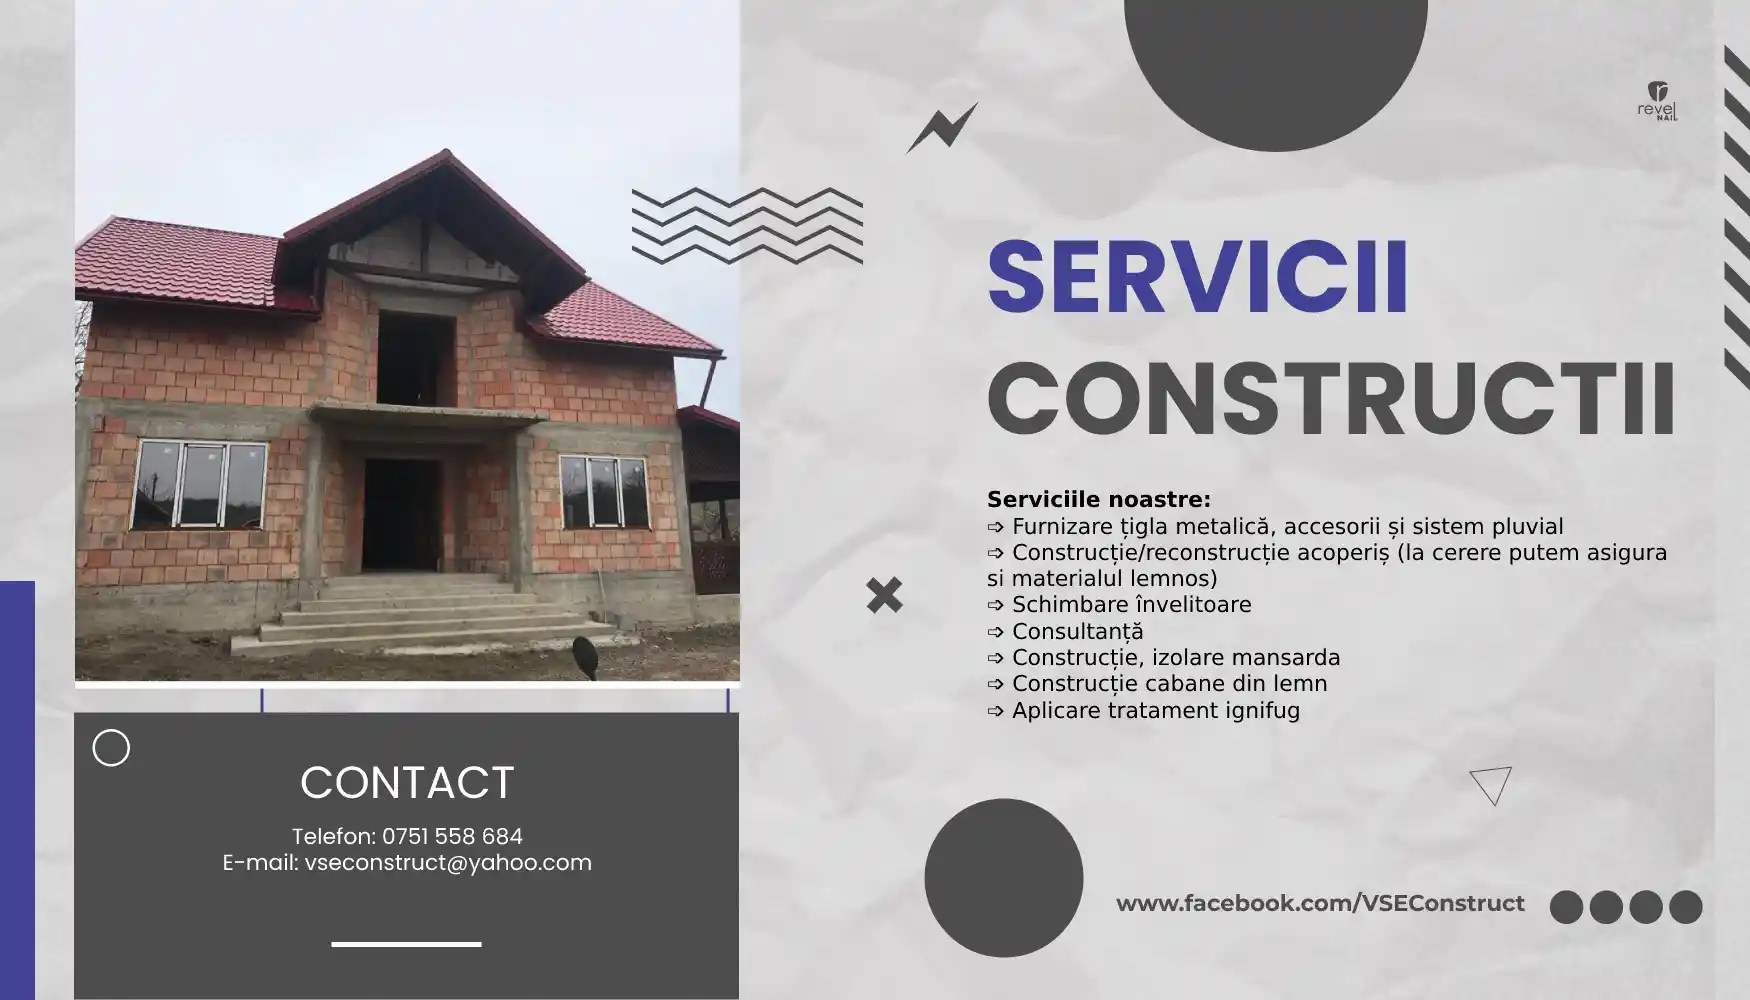 revel
NAIL
SERVICII
CONSTRUCTII
Serviciile noastre:
➩ Furnizare țigla metalică, accesorii și sistem pluvial
➩ Construcție/reconstrucție acoperiș (la cerere putem asigura
si materialul lemnos)
➩ Schimbare învelitoare
➩ Consultanță
➩ Construcție, izolare mansarda
➩ Construcție cabane din lemn
➩ Aplicare tratament ignifug
CONTACT
Telefon: 0751 558 684
E-mail: vseconstruct@yahoo.com
www.facebook.com/VSEConstruct